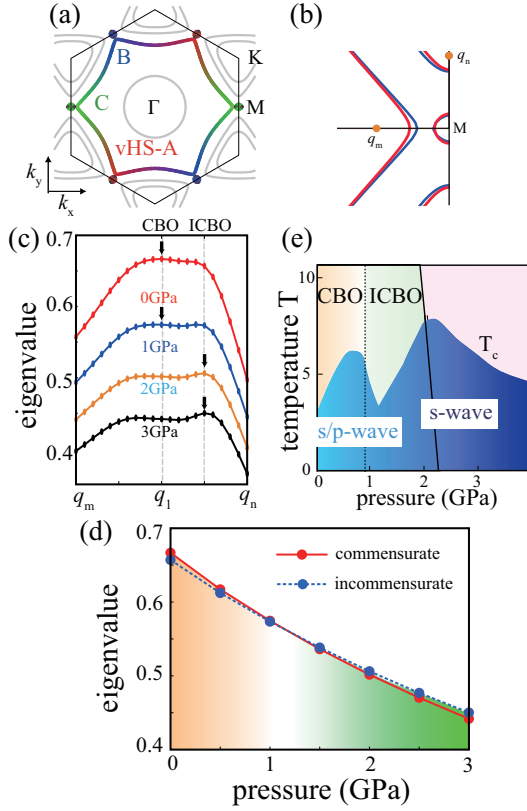 (a)
B
K
C
Γ
M
vHS-A
k_y
k_x
(b)
q_n
M
q_m
(c)
CBO ICBO
0.7
0.6
0.5
0.4
eigenvalue
0GPa
1GPa
2GPa
3GPa
q_m
q_1
q_n
(e)
10
5
0
temperature T
CBO
ICBO
T_c
s/p-wave
s-wave
0 1 2 3
pressure (GPa)
(d)
0.7
0.6
0.5
0.4
eigenvalue
commensurate
incommensurate
0 1 2 3
pressure (GPa)